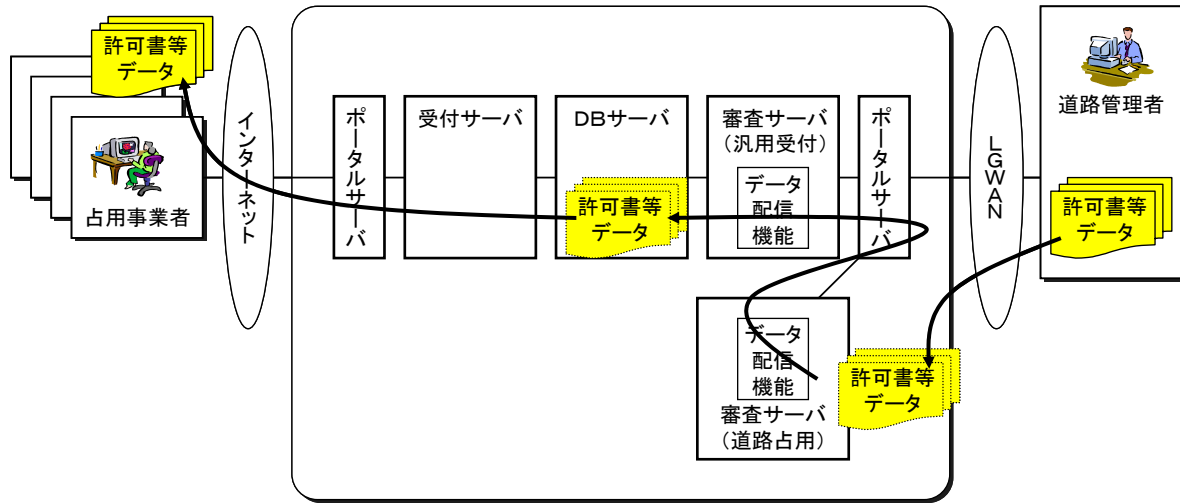 許可書等
データ
占用事業者
インターネット
ポータルサーバ
受付サーバ
DBサーバ
許可書等
データ
審査サーバ
(汎用受付)
データ
配信
機能
ポータルサーバ
LGWAN
道路管理者
許可書等
データ
データ
配信
機能
審査サーバ
(道路占用)
許可書等
データ